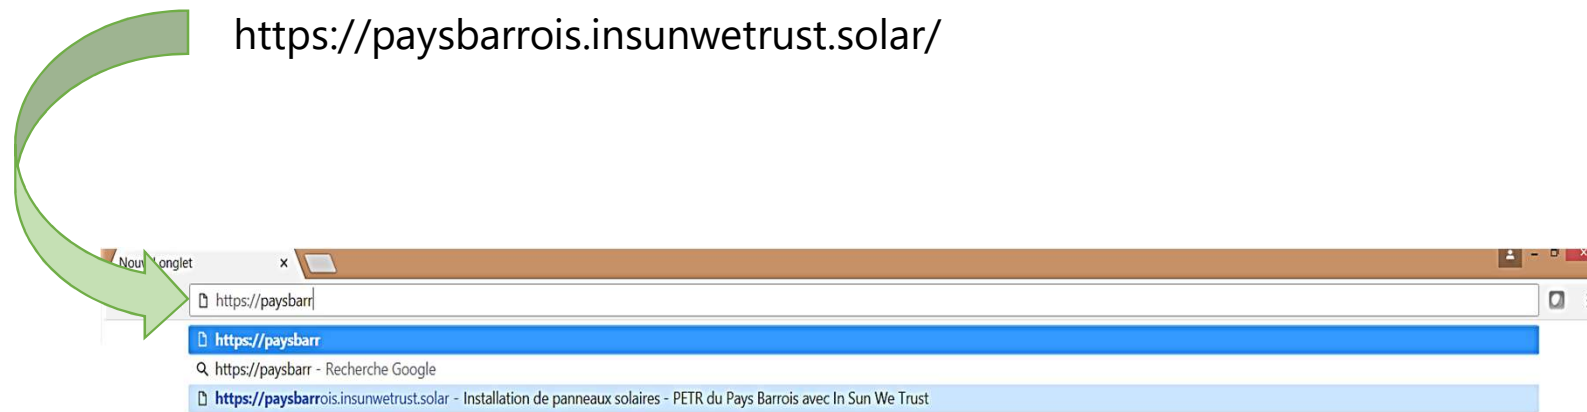 https://paysbarrois.insunwetrust.solar/
Nouv onglet
https://paysbarr
https://paysbarr
https://paysbarr - Recherche Google
https://paysbarrois.insunwetrust.solar - Installation de panneaux solaires - PETR du Pays Barrois avec In Sun We Trust